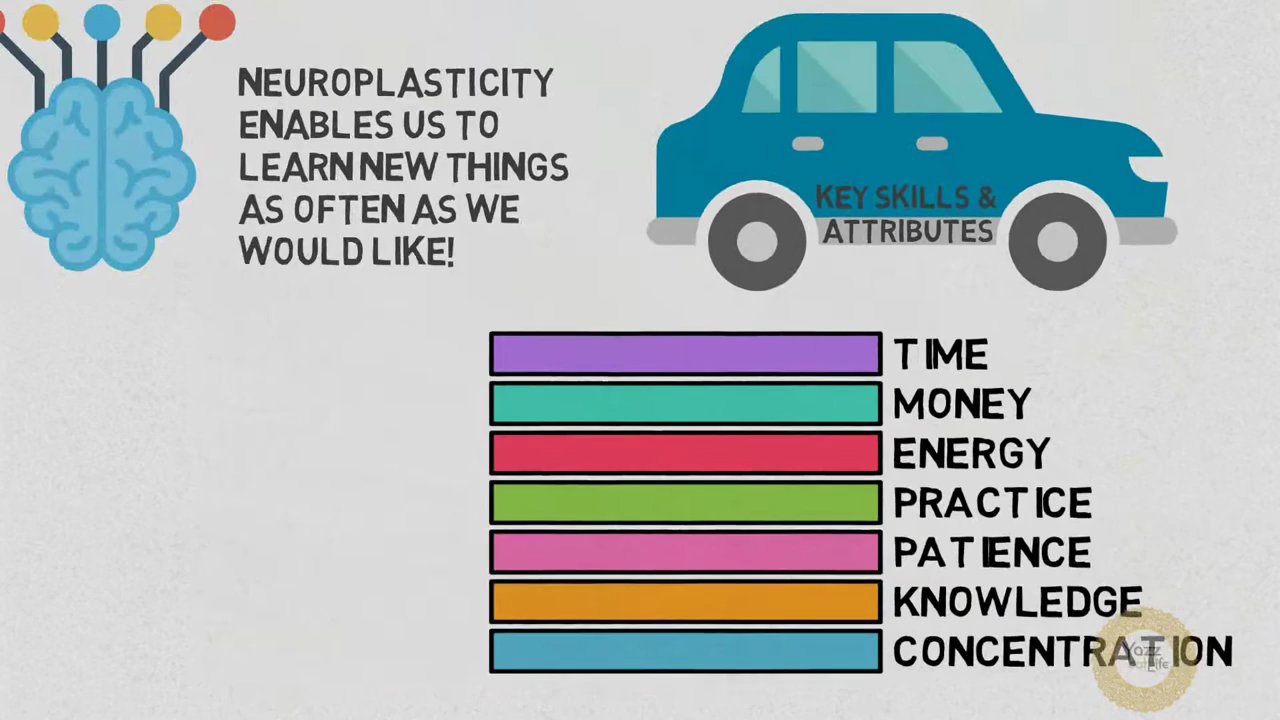 NEUROPLASTICITY
ENABLES US TO
LEARN NEW THINGS
AS OFTEN AS WE
WOULD LIKE!
KEY SKILLS &
ATTRIBUTES
TIME
MONEY
ENERGY
PRACTICE
PATIENCE
KNOWLEDGE
CONCENTRATION